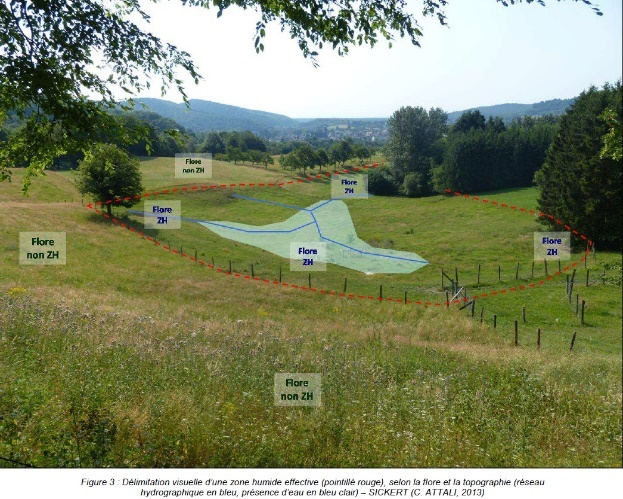 Flore
non ZH
Flore
ZH
Flore
ZH
Flore
non ZH
Flore
ZH
Flore
ZH
Flore
non ZH
Figure 3 : Délimitation visuelle d'une zone humide effective (pointillé rouge), selon la flore et la topographie (réseau
hydrographique en bleu, présence d'eau en bleu clair) – SICKERT (C. ATTALI, 2013)